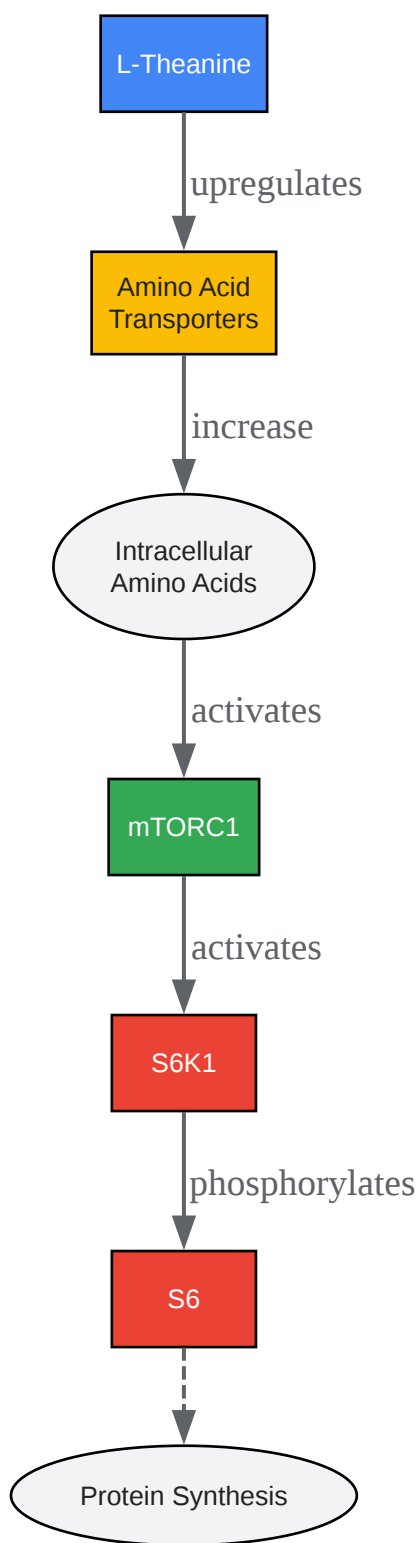 L-Theanine
upregulates
Amino Acid
Transporters
increase
Intracellular
Amino Acids
activates
mTORC1
activates
S6K1
phosphorylates
S6
Protein Synthesis